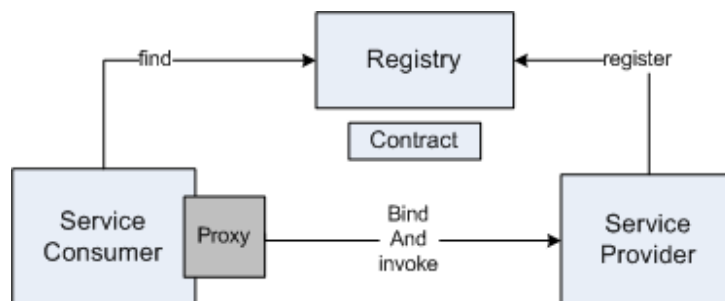 find
Registry
register
Contract
Service
Consumer
Proxy
Bind
And
invoke
Service
Provider